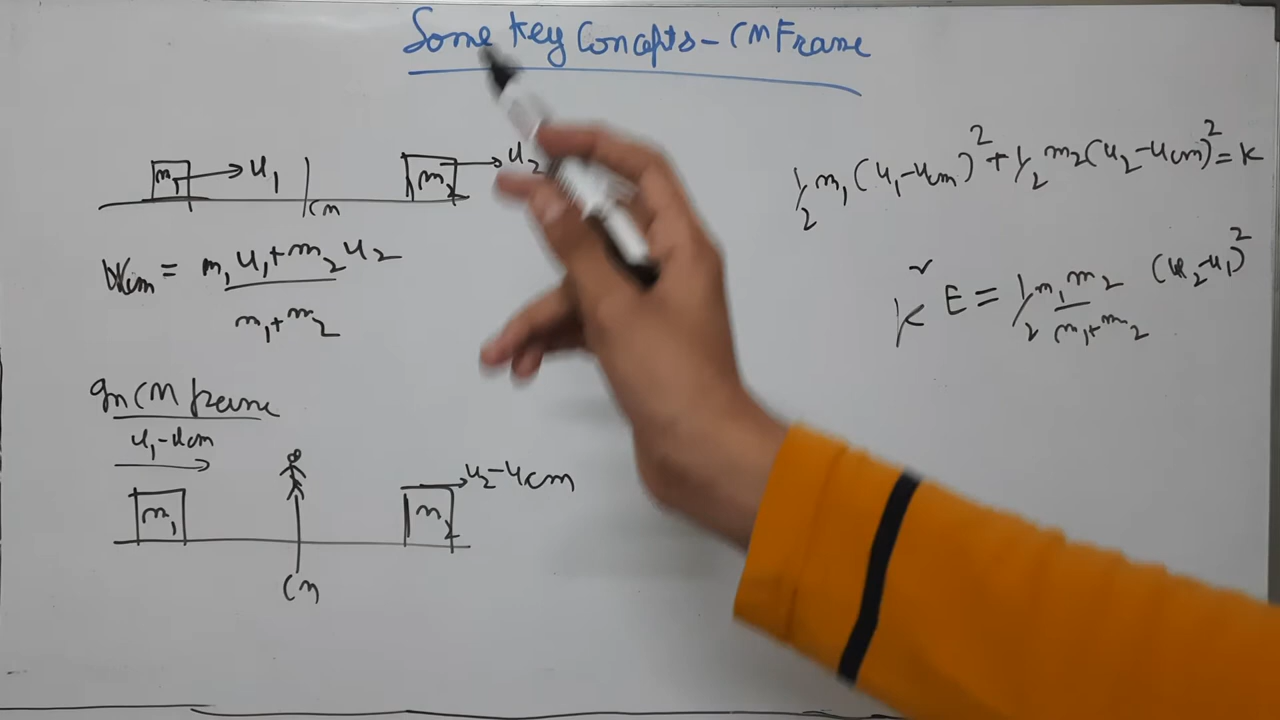 Some key Concepts - CM Frame
m₁ → u₁
m₂ → u₂
CM
½ m₁ (u₁ - ucm)² + ½ m₂ (u₂ - ucm)² = K
ucm = m₁u₁ + m₂u₂ / m₁ + m₂
K E = ½ m₁m₂ / m₁ + m₂ (u₂ - u₁)²
In CM frame
u₁ - ucm
u₂ - ucm
m₁
m₂
CM